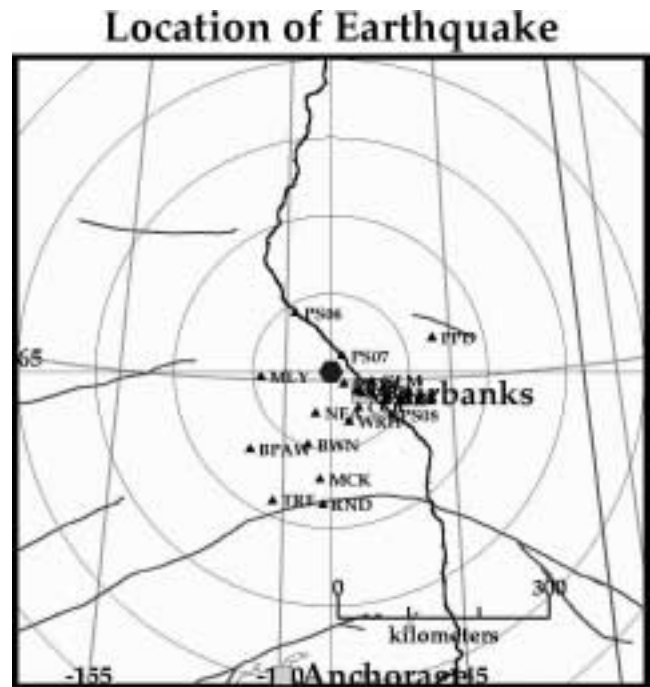 Location of Earthquake
PS06
PPD
PS07
65
MLY
GLM
Fairbanks
PS08
WRH
BPAW
BWN
MCK
TRF
RND
0
300
kilometers
-155
Anchorage